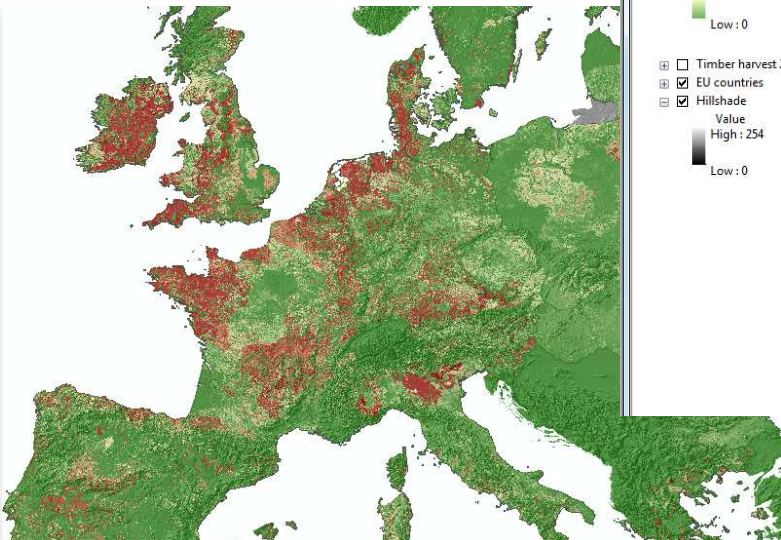 Low : 0
Timber harvest
EU countries
Hillshade
Value
High : 254
Low : 0